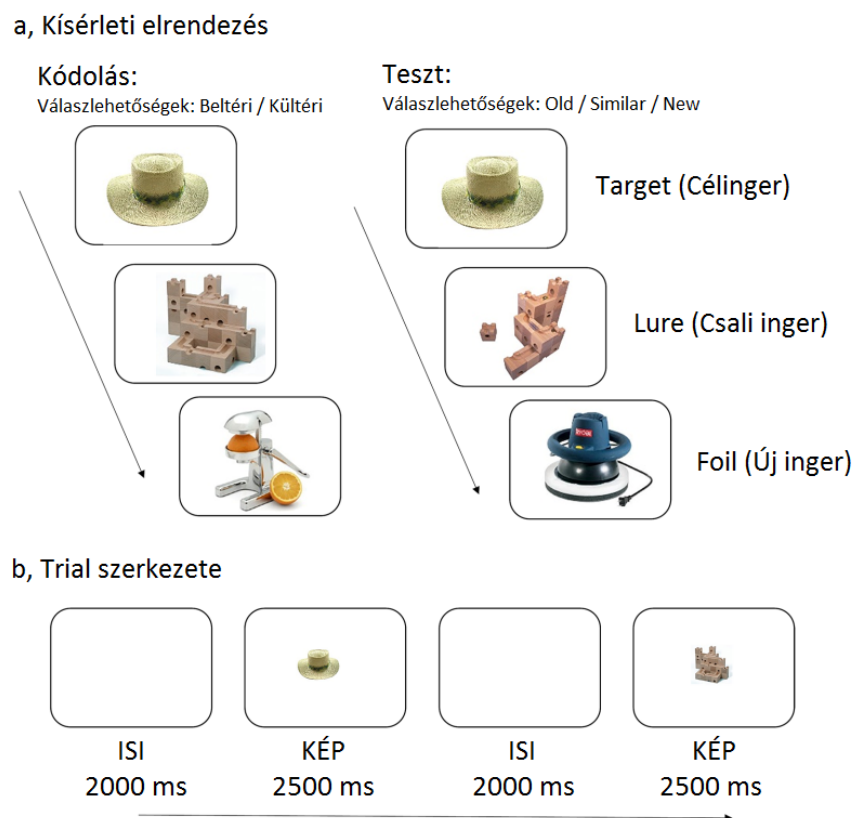 a, Kísérleti elrendezés
Kódolás:
Válaszlehetőségek: Beltéri / Kültéri
Teszt:
Válaszlehetőségek: Old / Similar / New
Target (Célinger)
Lure (Csali inger)
Foil (Új inger)
RYOBI
b, Trial szerkezete
ISI
2000 ms
KÉP
2500 ms
ISI
2000 ms
KÉP
2500 ms